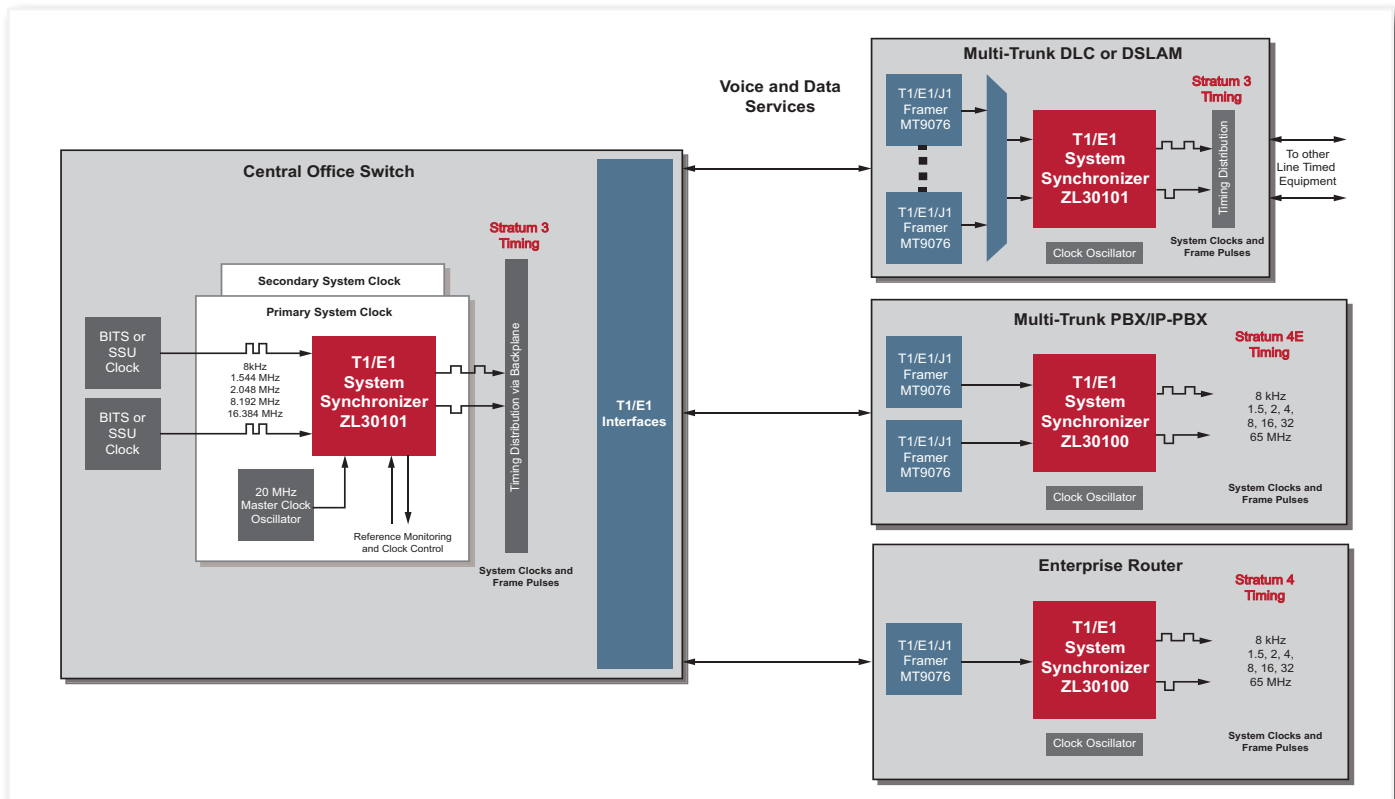 Central Office Switch
Secondary System Clock
Primary System Clock
BITS or
SSU
Clock
BITS or
SSU
Clock
8kHz
1.544 MHz
2.048 MHz
8.192 MHz
16.384 MHz
T1/E1
System
Synchronizer
ZL30101
20 MHz
Master Clock
Oscillator
Reference Monitoring
and Clock Control
Stratum 3
Timing
Timing Distribution via Backplane
System Clocks and
Frame Pulses
T1/E1
Interfaces
Voice and Data
Services
Multi-Trunk DLC or DSLAM
T1/E1/J1
Framer
MT9076
T1/E1/J1
Framer
MT9076
T1/E1
System
Synchronizer
ZL30101
Clock Oscillator
Stratum 3
Timing
Timing Distribution
System Clocks and
Frame Pulses
To other
Line Timed
Equipment
Multi-Trunk PBX/IP-PBX
T1/E1/J1
Framer
MT9076
T1/E1/J1
Framer
MT9076
T1/E1
System
Synchronizer
ZL30100
Clock Oscillator
Stratum 4E
Timing
8 kHz
1.5, 2, 4,
8, 16, 32
65 MHz
System Clocks and
Frame Pulses
Enterprise Router
T1/E1/J1
Framer
MT9076
T1/E1
System
Synchronizer
ZL30100
Clock Oscillator
Stratum 4
Timing
8 kHz
1.5, 2, 4,
8, 16, 32
65 MHz
System Clocks and
Frame Pulses